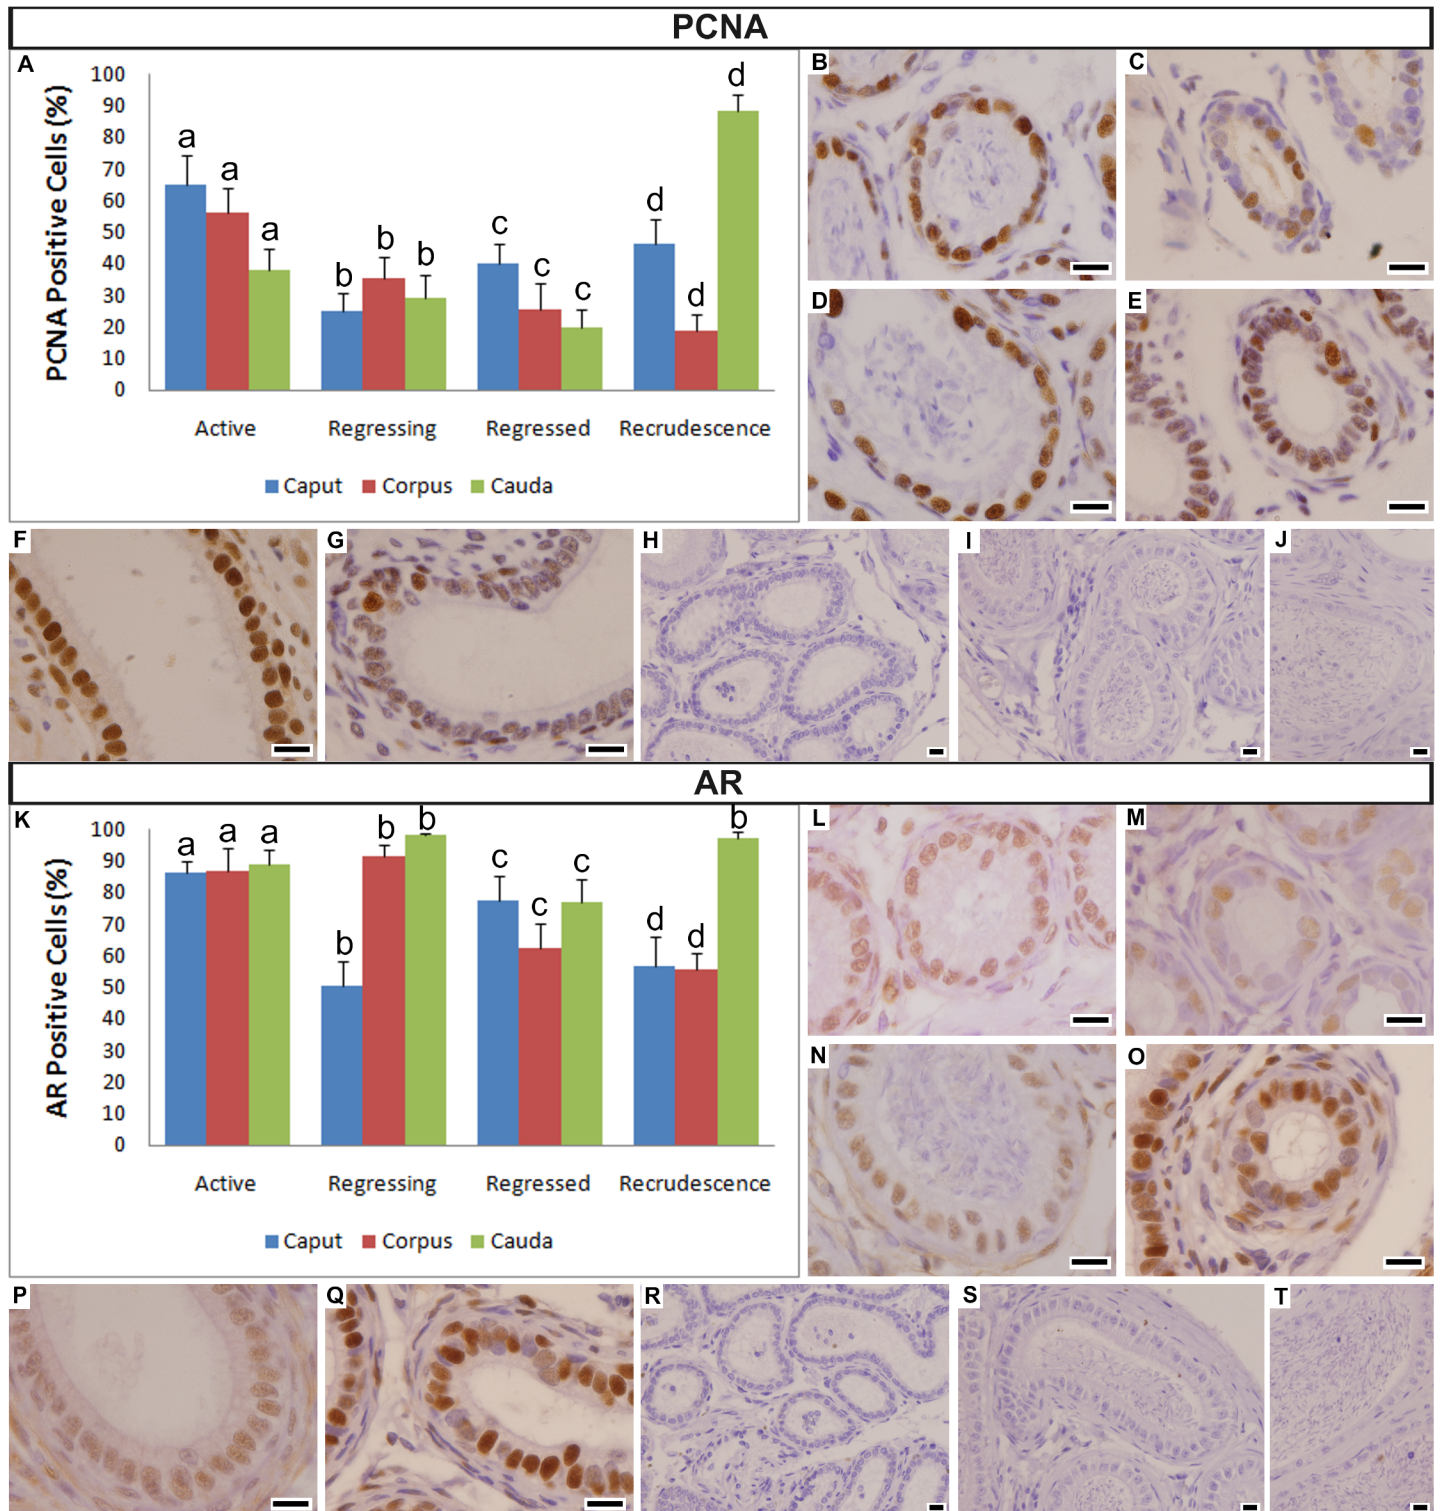 PCNA
A
PCNA Positive Cells (%)
100
90
80
70
60
50
40
30
20
10
0
a
a
a
b
b
b
c
c
c
d
d
d
Active Regressing Regressed Recrudescence
Caput Corpus Cauda
B
C
D
E
F
G
H
I
J
AR
K
AR Positive Cells (%)
100
90
80
70
60
50
40
30
20
10
0
a
a
a
b
b
b
c
c
c
d
d
b
Active Regressing Regressed Recrudescence
Caput Corpus Cauda
L
M
N
O
P
Q
R
S
T